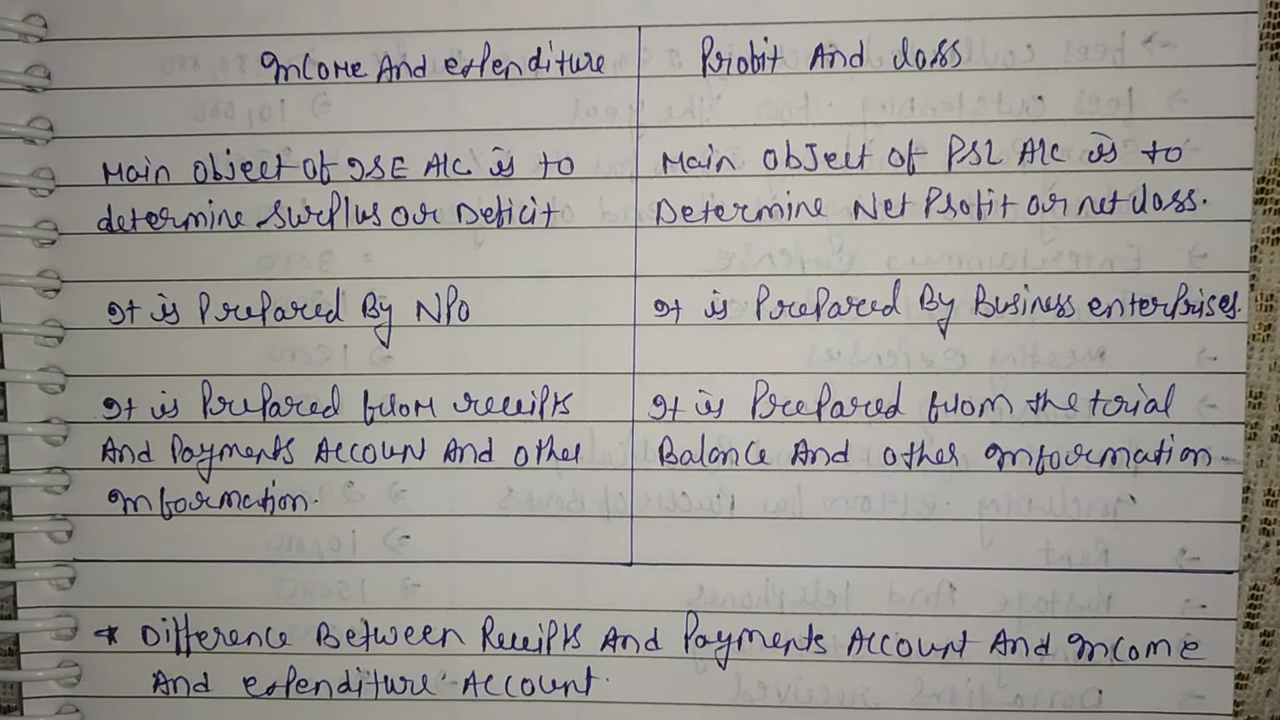 Income And expenditure
Profit And loss
Main object of I&E A/c is to
determine surplus or Deficit
Main object of P&L A/c is to
Determine Net Profit or net loss.
It is Prepared By NPO
It is Prepared By Business enterprises.
It is Prepared from receipts
And Payments Account And other
information.
It is Prepared from the trial
Balance And other information.
* Difference Between Receipts And Payments Account And Income
And expenditure Account.